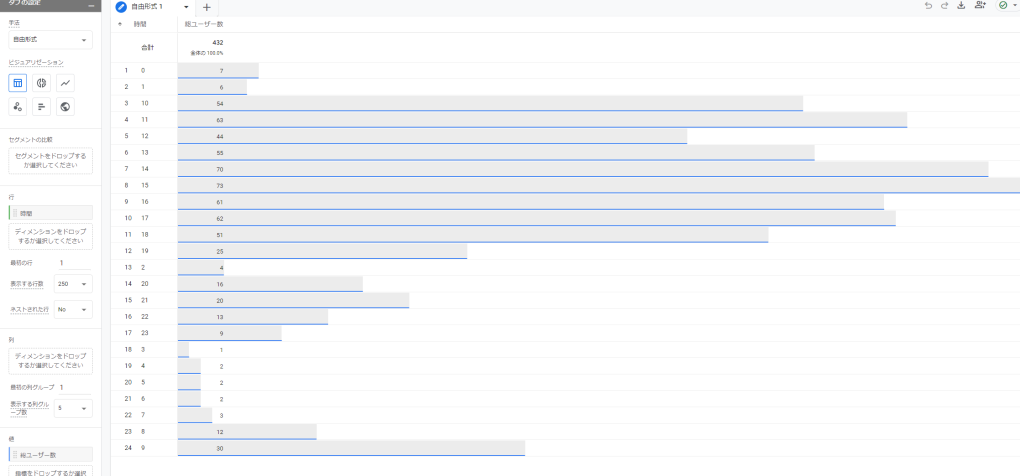 タブの設定
手法
自由形式
ビジュアリゼーション
セグメントの比較
セグメントをドロップする
か選択してください
行
時間
ディメンションをドロップ
するか選択してください
最初の行 1
表示する行数 250
ネストされた行 No
列
ディメンションをドロップ
するか選択してください
最初の列グループ 1
表示する列グル
ープ数 5
値
総ユーザー数
指標をドロップするか選択
自由形式 1
時間 総ユーザー数
合計 432
全体の 100.0%
1 0 7
2 1 6
3 10 54
4 11 63
5 12 44
6 13 55
7 14 70
8 15 73
9 16 61
10 17 62
11 18 51
12 19 25
13 2 4
14 20 16
15 21 20
16 22 13
17 23 9
18 3 1
19 4 2
20 5 2
21 6 2
22 7 3
23 8 12
24 9 30